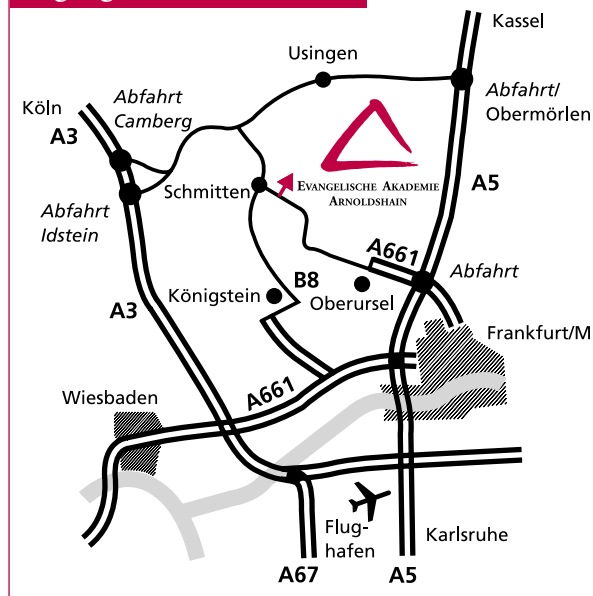 Kassel
Usingen
Abfahrt/
Obermörlen
Köln
Abfahrt
Camberg
A3
A5
Schmitten
EVANGELISCHE AKADEMIE
ARNOLDSHAIN
Abfahrt
Idstein
A661
Abfahrt
B8
Königstein
Oberursel
A3
Frankfurt/M
A661
Wiesbaden
Flug-
hafen
Karlsruhe
A67
A5